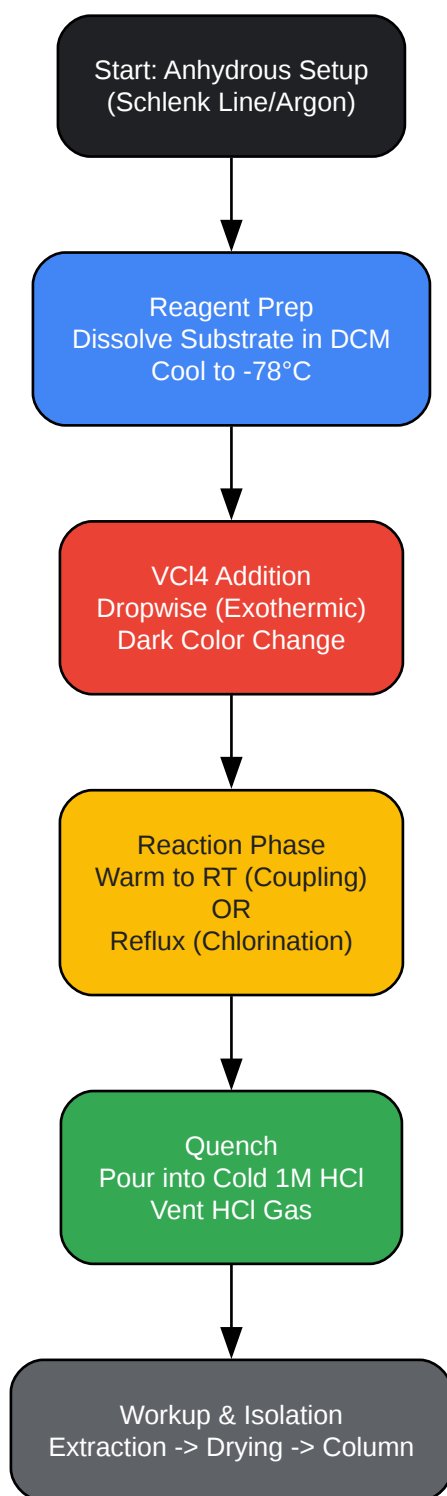 Start: Anhydrous Setup
(Schlenk Line/Argon)
Reagent Prep
Dissolve Substrate in DCM
Cool to -78°C
VCl4 Addition
Dropwise (Exothermic)
Dark Color Change
Reaction Phase
Warm to RT (Coupling)
OR
Reflux (Chlorination)
Quench
Pour into Cold 1M HCl
Vent HCl Gas
Workup & Isolation
Extraction -> Drying -> Column